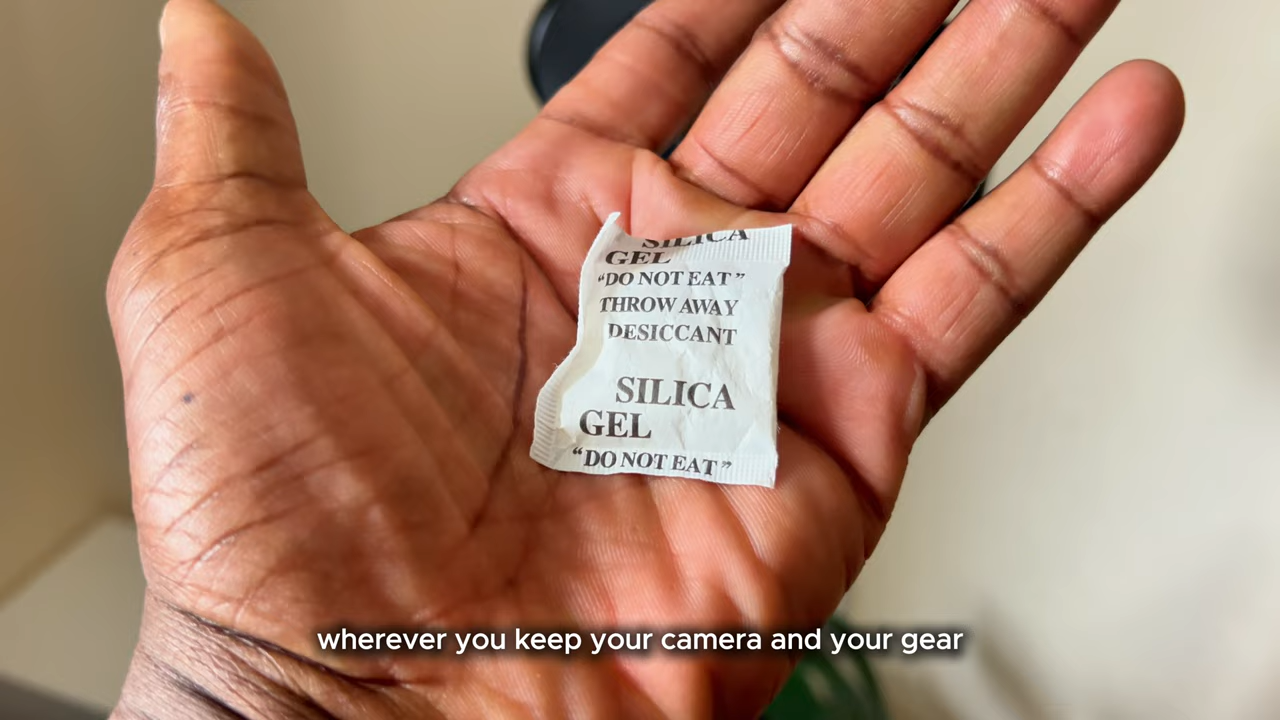 SILICA
GEL
“DO NOT EAT”
THROW AWAY
DESICCANT
SILICA
GEL
“DO NOT EAT”
wherever you keep your camera and your gear